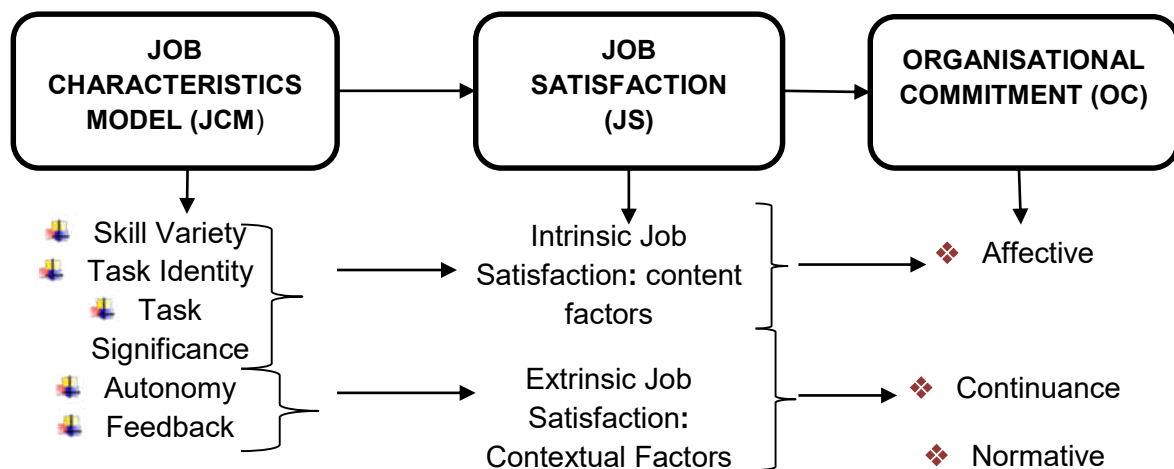 JOB
CHARACTERISTICS
MODEL (JCM)
JOB
SATISFACTION
(JS)
ORGANISATIONAL
COMMITMENT (OC)
Skill Variety
Task Identity
Task
Significance
Autonomy
Feedback
Intrinsic Job
Satisfaction: content
factors
Extrinsic Job
Satisfaction:
Contextual Factors
Affective
Continuance
Normative